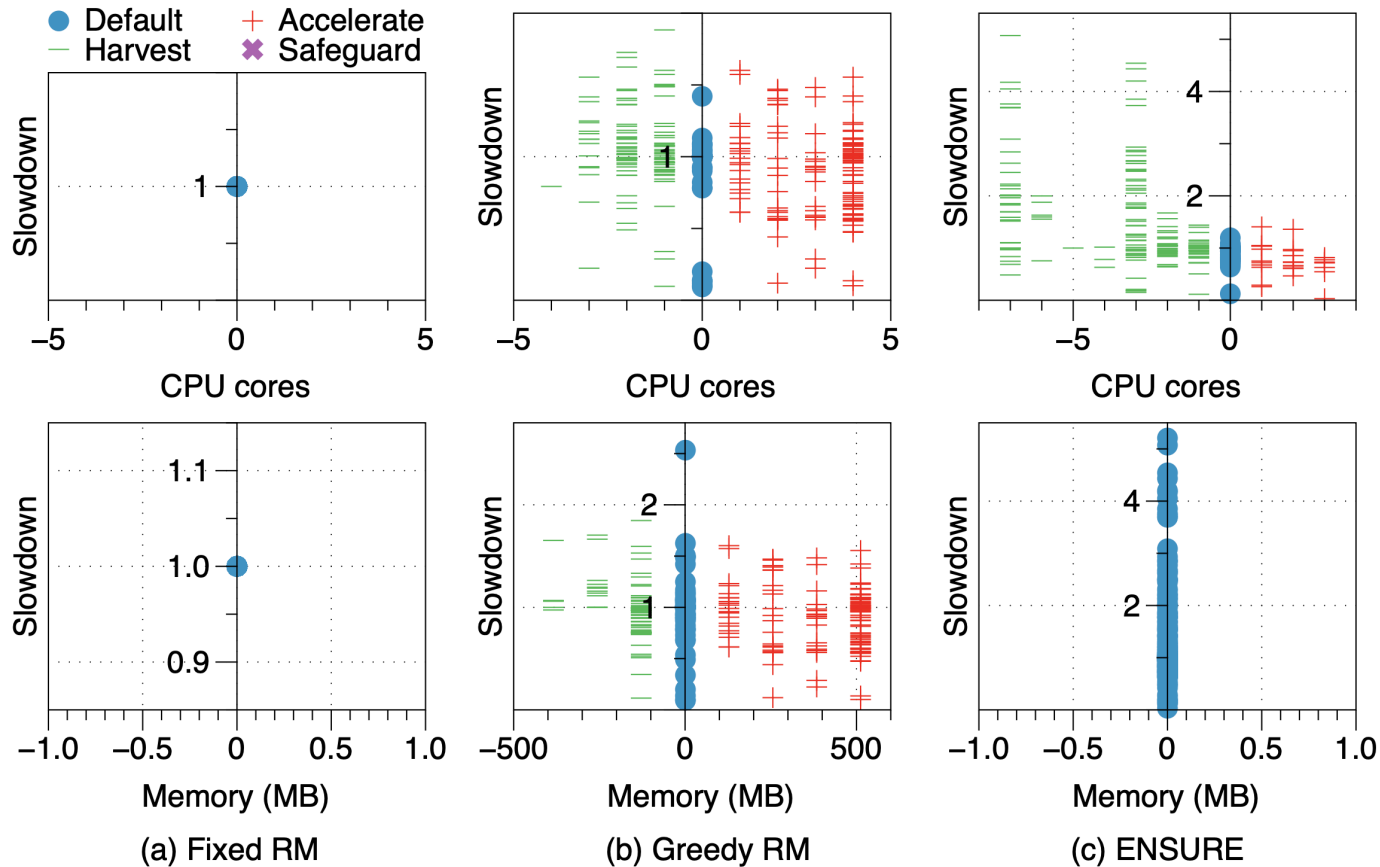 Default
Accelerate
Harvest
Safeguard
Slowdown
1
−5
0
5
CPU cores
Slowdown
1
−5
0
5
CPU cores
Slowdown
4
2
−5
0
CPU cores
Slowdown
1.1
1.0
0.9
−1.0
−0.5
0
0.5
1.0
Memory (MB)
Slowdown
2
1
−500
0
500
Memory (MB)
Slowdown
4
2
−1.0
−0.5
0
0.5
1.0
Memory (MB)
(a) Fixed RM
(b) Greedy RM
(c) ENSURE